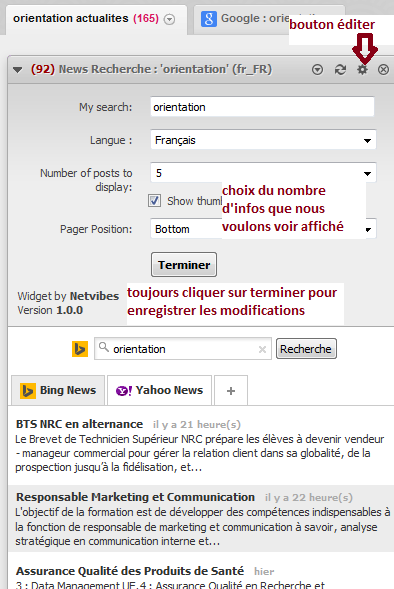 orientation actualites (165)
Google : orientation
bouton éditer
(92) News Recherche : 'orientation' (fr_FR)
My search: orientation
Langue : Français
Number of posts to display: 5
Show
choix du nombre
d'infos que nous
voulons voir affiché
Pager Position: Bottom
Terminer
Widget by Netvibes
Version 1.0.0
toujours cliquer sur terminer pour
enregistrer les modifications
orientation Recherche
Bing News Yahoo News +
BTS NRC en alternance il y a 21 heure(s)
Le Brevet de Technicien Supérieur NRC prépare les élèves à devenir vendeur
- manageur commercial pour gérer la relation client dans sa globalité, de la
prospection jusqu'à la fidélisation, et...
Responsable Marketing et Communication il y a 22 heure(s)
L'objectif de la formation est de développer des compétences indispensables à
la fonction de responsable de marketing et communication à savoir, analyse
stratégique en communication interne et...
Assurance Qualité des Produits de Santé hier
3 : Data Management UE.4 : Assurance Qualité en Recherche et